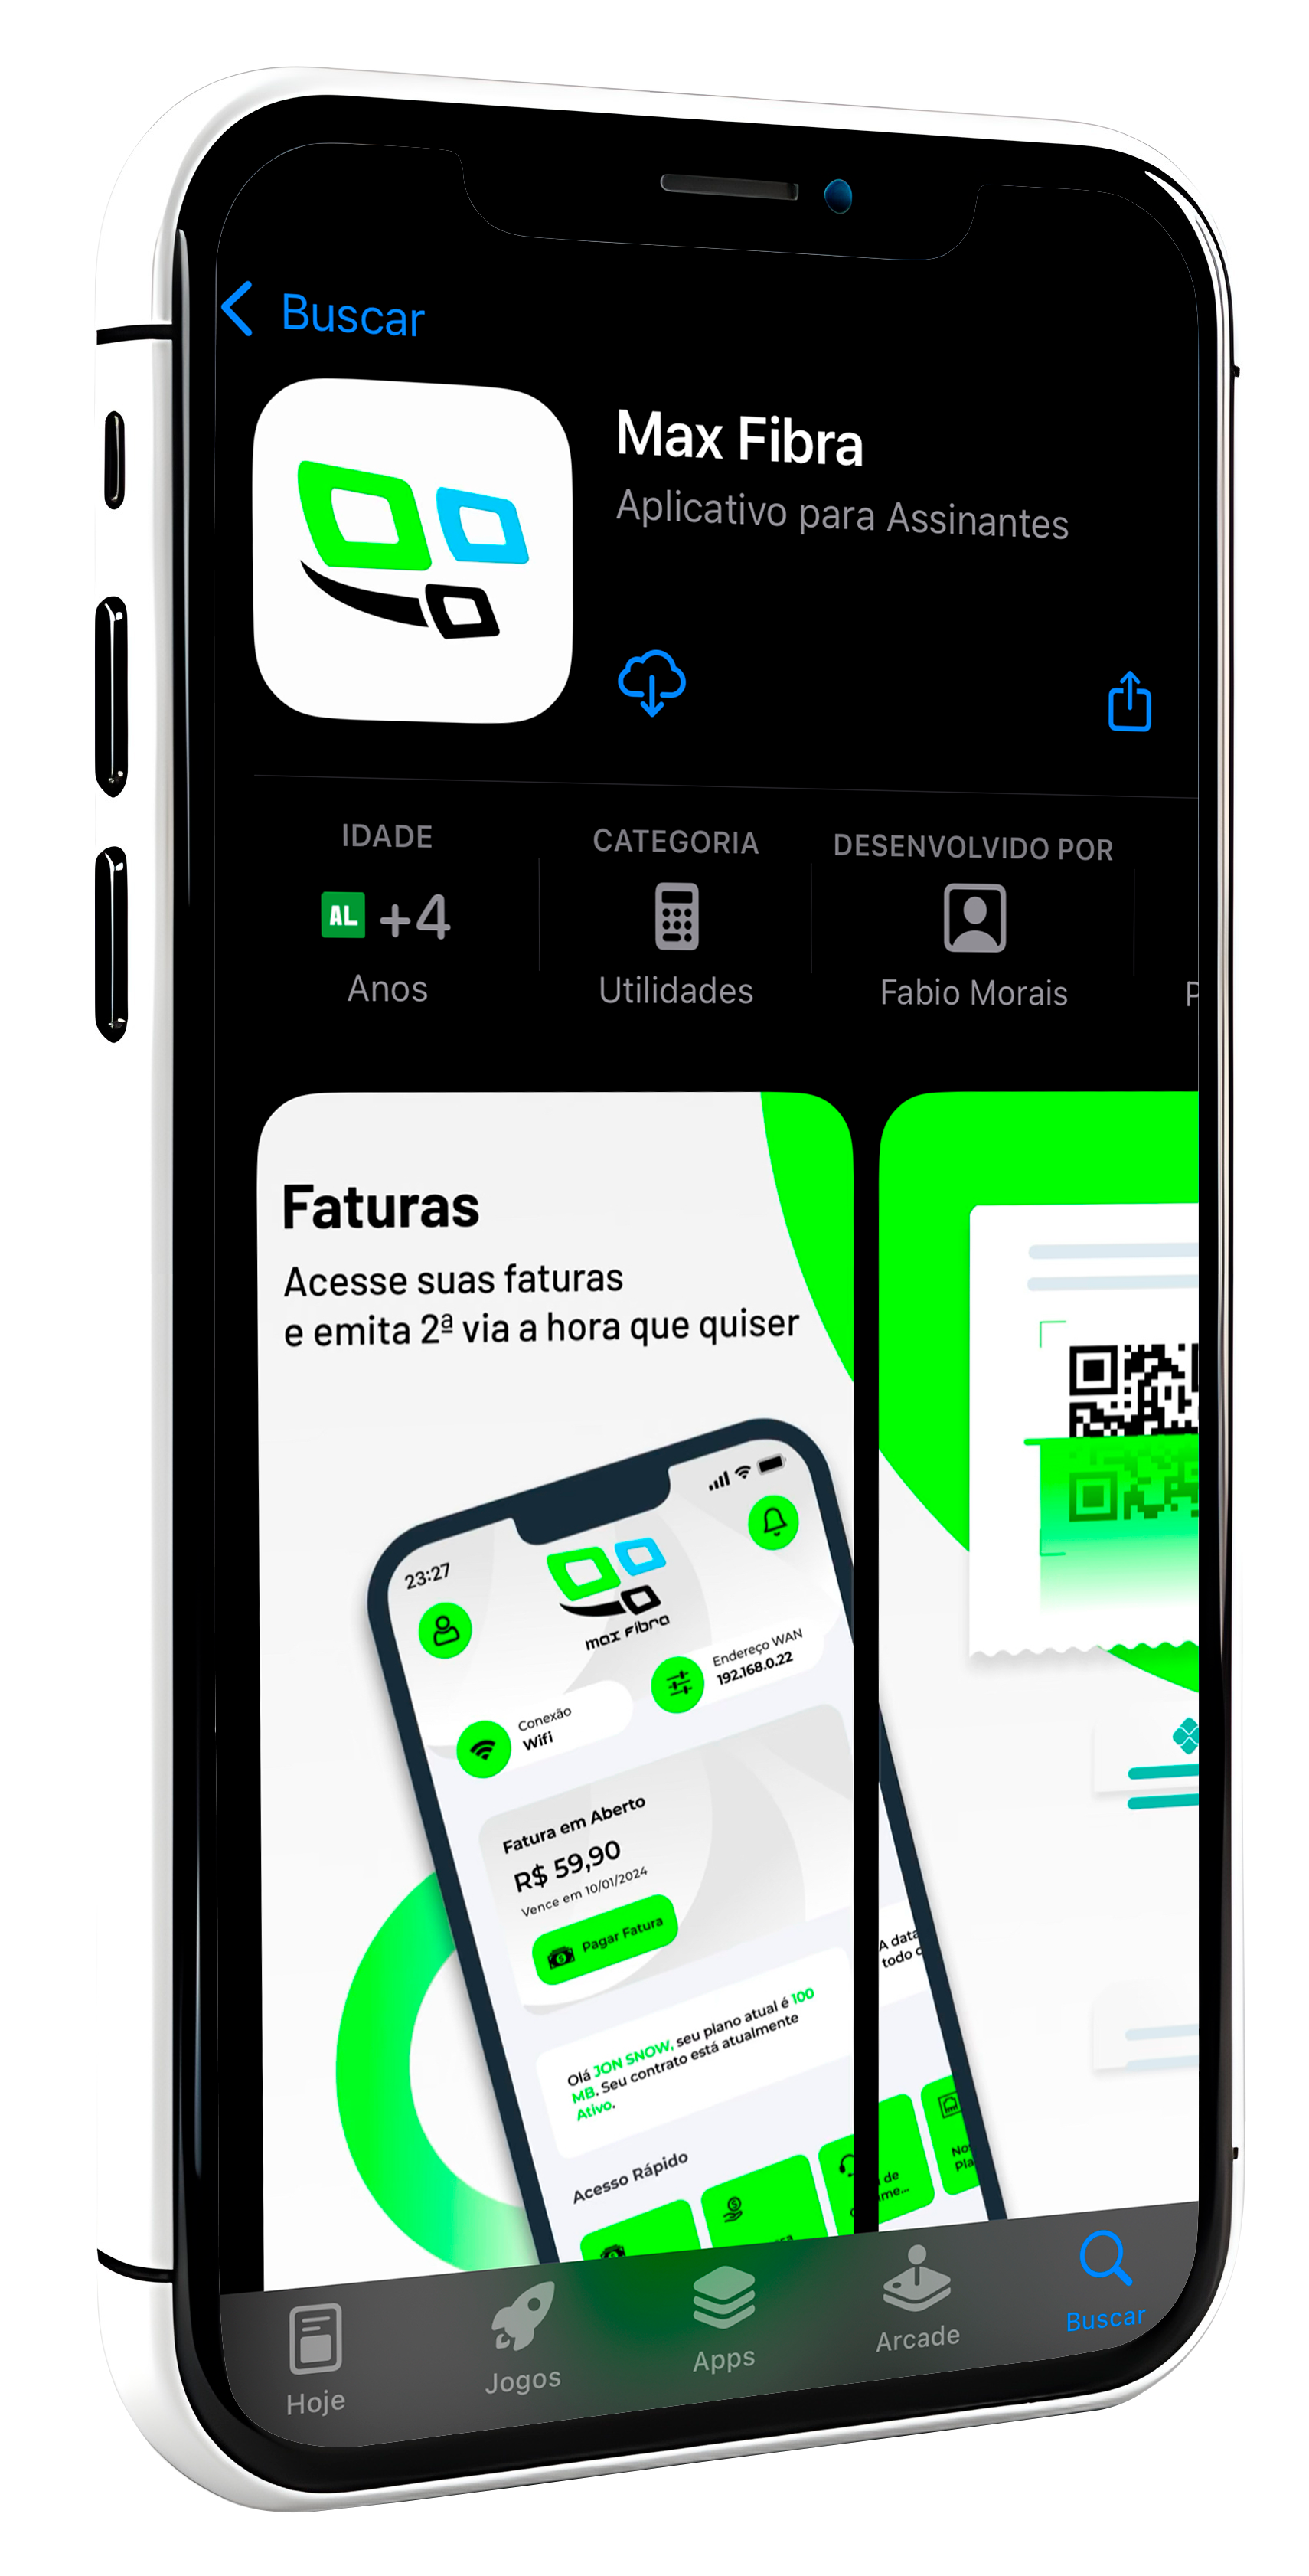 Buscar
Max Fibra
Aplicativo para Assinantes
IDADE
AL +4
Anos
CATEGORIA
Utilidades
DESENVOLVIDO POR
Fabio Morais
P
Faturas
Acesse suas faturas
e emita 2ª via a hora que quiser
23:27
max Fibra
Conexão
Wifi
Endereço WAN
192.168.0.22
Fatura em Aberto
R$ 59,90
Vence em 10/01/2024
Pagar Fatura
Olá JON SNOW, seu plano atual é 100
MB. Seu contrato está atualmente
Ativo.
A data
todo
Acesso Rápido
de
Hoje
Jogos
Apps
Arcade
Buscar